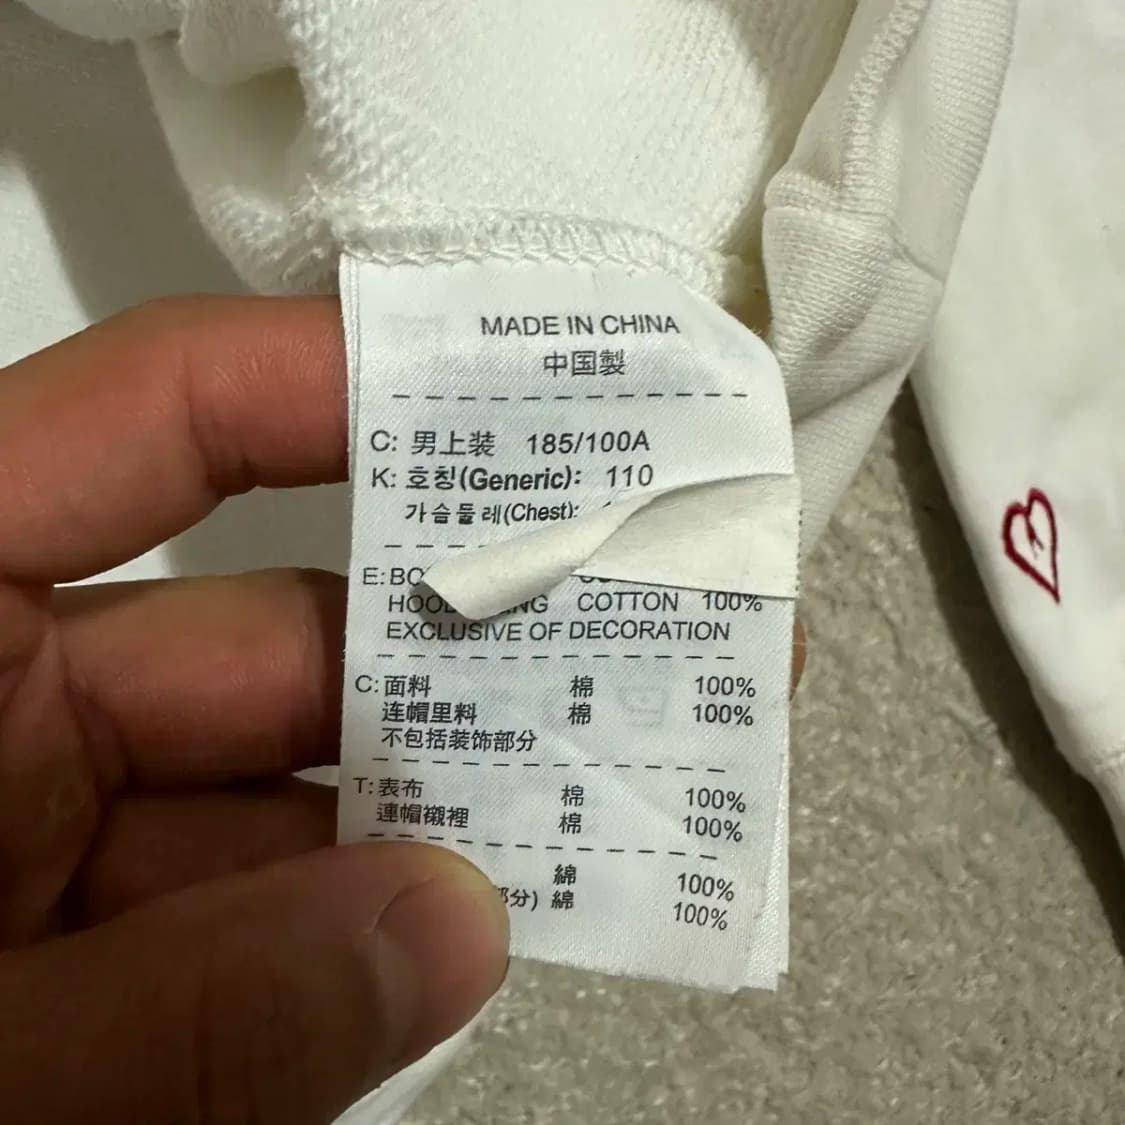 MADE IN CHINA
中国製
C: 男上装 185/100A
K: 호칭(Generic): 110
가슴둘레(Chest):
E:
COTTON 100%
EXCLUSIVE OF DECORATION
C: 面料 棉 100%
连帽里料 棉 100%
不包括装饰部分
T: 表布 棉 100%
連帽襯裡 棉 100%
綿 100%
部分) 綿 100%